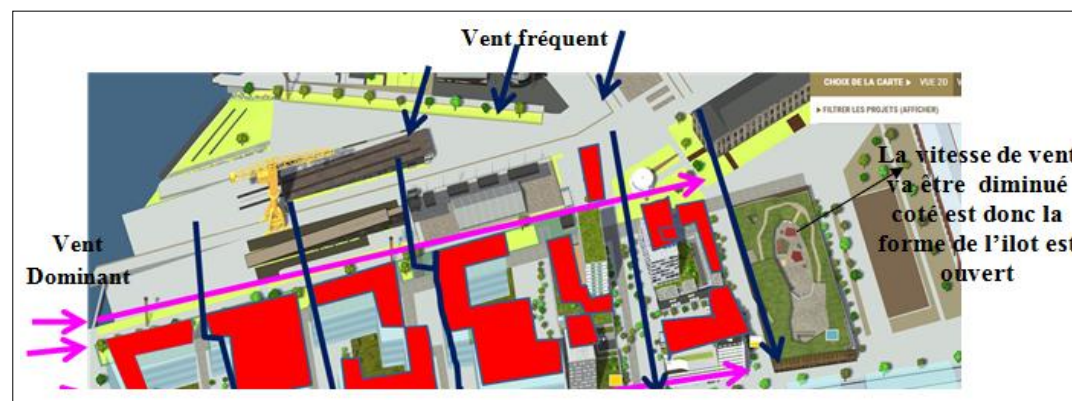 Vent fréquent
CHOIX DE LA CARTE ▸ VUE 2D V
▸ FILTRER LES PROJETS (AFFICHER)
La vitesse de vent
va être diminué
coté est donc la
forme de l’ilot est
ouvert
Vent
Dominant